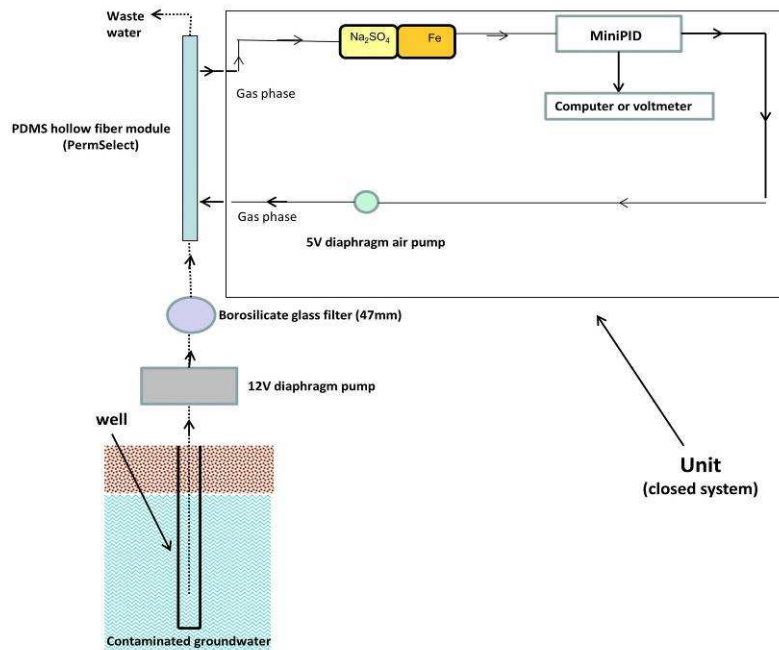 Waste
water
Na₂SO₄
Fe
MiniPID
Gas phase
Computer or voltmeter
PDMS hollow fiber module
(PermSelect)
Gas phase
5V diaphragm air pump
Borosilicate glass filter (47mm)
12V diaphragm pump
well
Unit
(closed system)
Contaminated groundwater